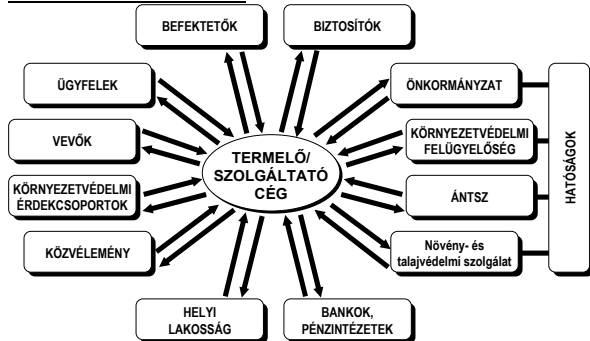 BEFEKTETŐK
BIZTOSÍTÓK
ÜGYFELEK
ÖNKORMÁNYZAT
VEVŐK
KÖRNYEZETVÉDELMI
FELÜGYELŐSÉG
TERMELŐ/
SZOLGÁLTATÓ
CÉG
HATÓSÁGOK
KÖRNYEZETVÉDELMI
ÉRDEKCSOPORTOK
ÁNTSZ
KÖZVÉLEMÉNY
Növény- és
talajvédelmi szolgálat
HELYI
LAKOSSÁG
BANKOK,
PÉNZINTÉZETEK